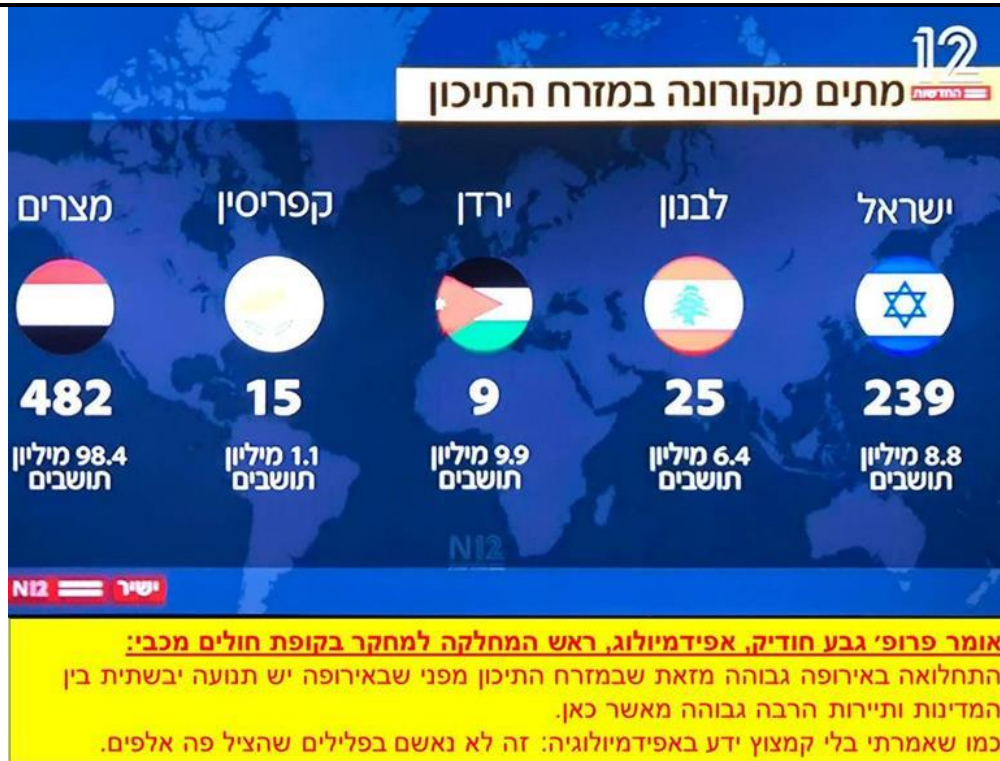 12
החדשות
מתים מקורונה במזרח התיכון
ישראל
239
8.8 מיליון
תושבים
לבנון
25
6.4 מיליון
תושבים
ירדן
9
9.9 מיליון
תושבים
קפריסין
15
1.1 מיליון
תושבים
מצרים
482
98.4 מיליון
תושבים
N12
ישיר N12
אומר פרופ׳ גבע חודיק, אפידמיולוג, ראש המחלקה למחקר בקופת חולים מכבי:
התחלואה באירופה גבוהה מזאת שבמזרח התיכון מפני שבאירופה יש תנועה יבשתית בין
המדינות ותיירות הרבה גבוהה מאשר כאן.
כמו שאמרתי בלי קמצוץ ידע באפידמיולוגיה: זה לא נאשם בפלילים שהציל פה אלפים.